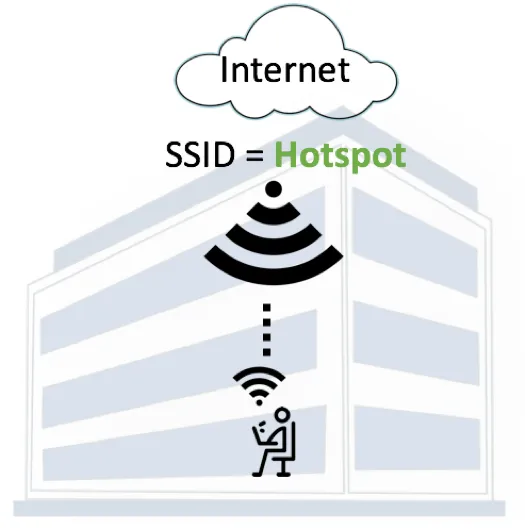 Internet
SSID = Hotspot